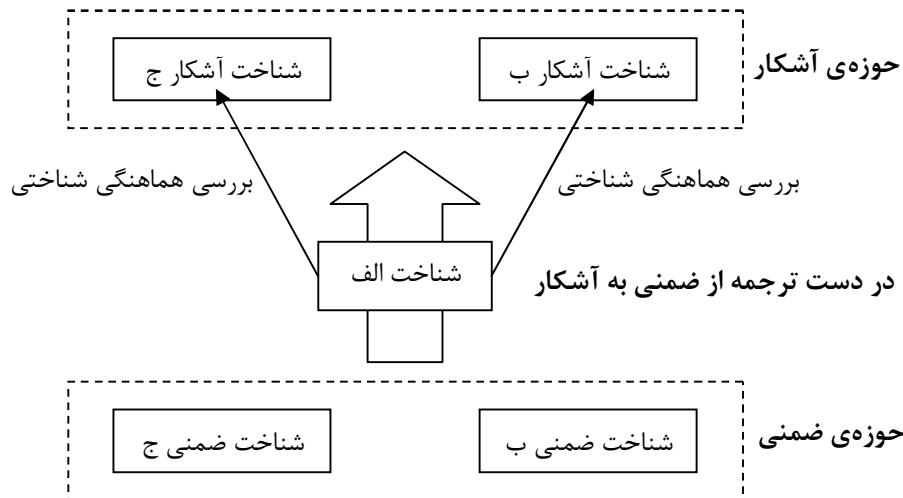 حوزه‌ی آشکار
شناخت آشکار ب
شناخت آشکار ج
بررسی هماهنگی شناختی
بررسی هماهنگی شناختی
شناخت الف
در دست ترجمه از ضمنی به آشکار
حوزه‌ی ضمنی
شناخت ضمنی ب
شناخت ضمنی ج